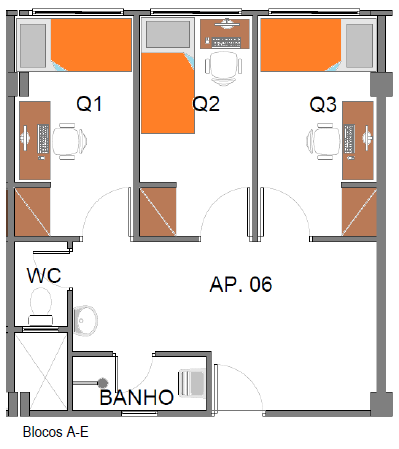 Q1
Q2
Q3
WC
AP. 06
BANHO
Blocos A-E